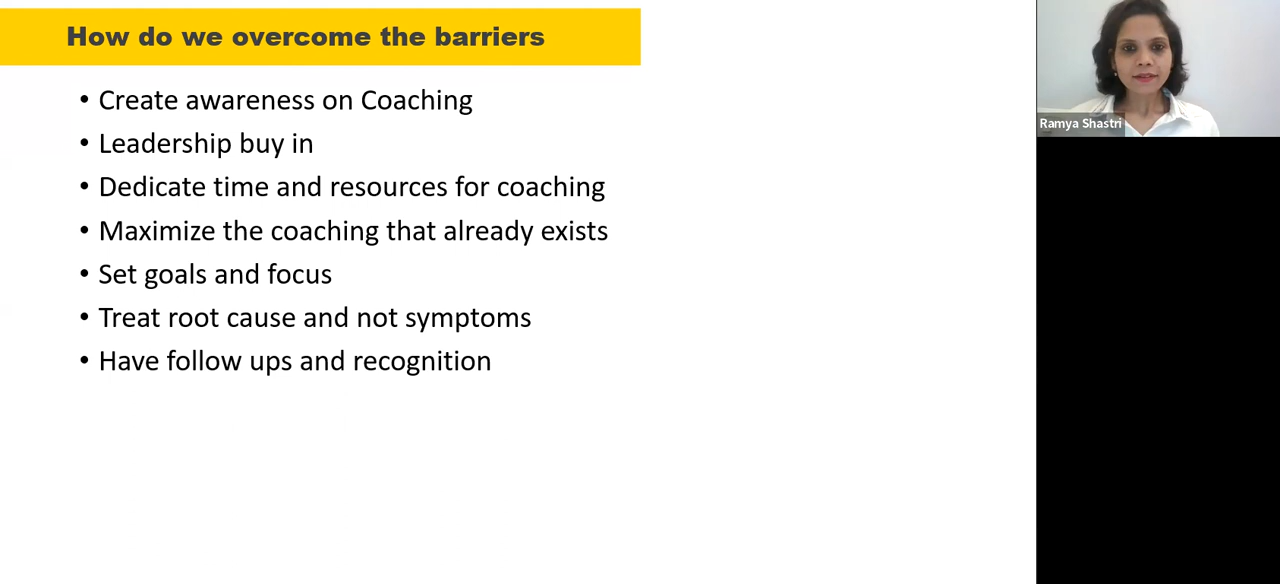 How do we overcome the barriers
• Create awareness on Coaching
• Leadership buy in
• Dedicate time and resources for coaching
• Maximize the coaching that already exists
• Set goals and focus
• Treat root cause and not symptoms
• Have follow ups and recognition
Ramya Shastri